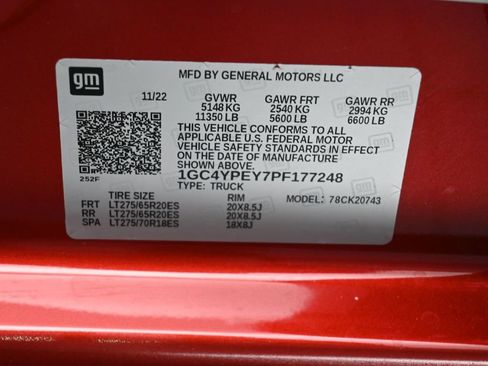 gm
MFD BY GENERAL MOTORS LLC
11/22 GVWR GAWR FRT GAWR RR
5148 KG 2540 KG 2994 KG
11350 LB 5600 LB 6600 LB
THIS VEHICLE CONFORMS TO ALL
APPLICABLE U.S. FEDERAL MOTOR
VEHICLE SAFETY STANDARDS IN EFFECT
ON THE DATE OF MANUFACTURE
SHOWN ABOVE.
1GC4YPEY7PF177248
252F TYPE: TRUCK
TIRE SIZE RIM 78CK20743
FRT LT275/65R20ES 20X8.5J
RR LT275/65R20ES 20X8.5J
SPA LT275/70R18ES 18X8J